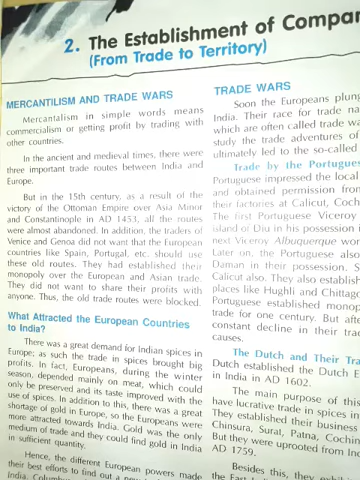 2. The Establishment of Compa
(From Trade to Territory)
MERCANTILISM AND TRADE WARS
Mercantalism in simple words means
commercialism or getting profit by trading with
other countries.
In the ancient and medieval times, there were
three important trade routes between India and
Europe.
But in the 15th century, as a result of the
victory of the Ottoman Empire over Asia Minor
and Constantinople in AD 1453, all the routes
were almost abandoned. In addition, the traders of
Venice and Genoa did not want that the European
countries like Spain, Portugal, etc. should use
these old routes. They had established their
monopoly over the European and Asian trade.
They did not want to share their profits with
anyone. Thus, the old trade routes were blocked.
What Attracted the European Countries
to India?
There was a great demand for Indian spices in
Europe; as such the trade in spices brought big
profits. In fact, Europeans, during the winter
season, depended mainly on meat, which could
only be preserved and its taste improved with the
use of spices. In addition to this, there was a great
shortage of gold in Europe, so the Europeans were
more attracted towards India. Gold was the only
medium of trade and they could find gold in India
in sufficient quantity.
Hence, the different European powers made
their best efforts to find out a new
India. Columbu
TRADE WARS
Soon the Europeans plung
India. Their race for trade na
which are often called trade wa
study the trade adventures of
ultimately led to the so-called
Trade by the Portugues
Portuguese impressed the local
and obtained permission from
their factories at Calicut, Coch
The first Portuguese Viceroy
island of Diu in his possession i
next Viceroy Albuquerque wor
Later on, the Portuguese also
Daman in their possession. S
Calicut also. They also establish
places like Hughli and Chittago
Portuguese established monop
trade for one century. But afte
constant decline in their trad
causes.
The Dutch and Their Tra
Dutch established the Dutch E
in India in AD 1602.
The main purpose of this
have lucrative trade in spices in
They established their business
Chinsura, Surat, Patna, Cochin
But they were uprooted from Ind
AD 1759.
Besides this, they exhib
the East In